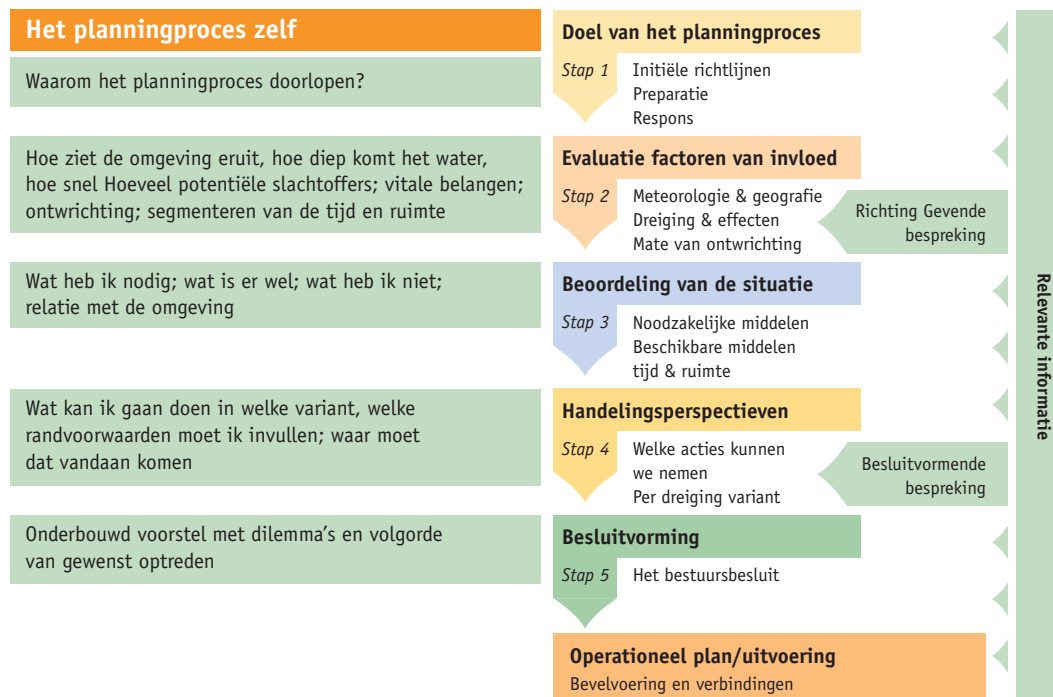 Het planningproces zelf
Waarom het planningproces doorlopen?
Hoe ziet de omgeving eruit, hoe diep komt het water,
hoe snel Hoeveel potentiële slachtoffers; vitale belangen;
ontwrichting; segmenteren van de tijd en ruimte
Wat heb ik nodig; wat is er wel; wat heb ik niet;
relatie met de omgeving
Wat kan ik gaan doen in welke variant, welke
randvoorwaarden moet ik invullen; waar moet
dat vandaan komen
Onderbouwd voorstel met dilemma's en volgorde
van gewenst optreden
Doel van het planningproces
Stap 1
Initiële richtlijnen
Preparatie
Respons
Evaluatie factoren van invloed
Stap 2
Meteorologie & geografie
Dreiging & effecten
Mate van ontwrichting
Richting Gevende
bespreking
Beoordeling van de situatie
Stap 3
Noodzakelijke middelen
Beschikbare middelen
tijd & ruimte
Handelingsperspectieven
Stap 4
Welke acties kunnen
we nemen
Per dreiging variant
Besluitvormende
bespreking
Besluitvorming
Stap 5
Het bestuursbesluit
Operationeel plan/uitvoering
Bevelvoering en verbindingen
Relevante informatie